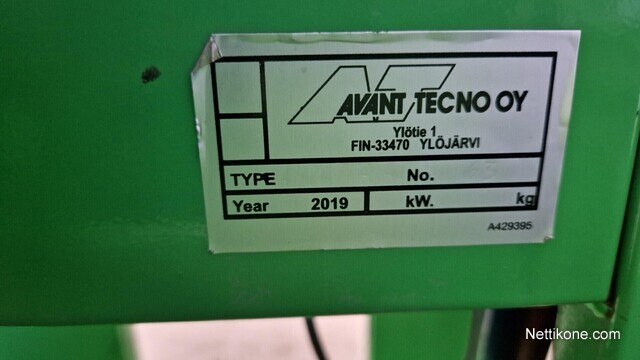 AVANT TECNO OY
Ylötie 1
FIN-33470 YLÖJÄRVI
TYPE No.
Year 2019 kW. kg
A429395
Nettikone.com